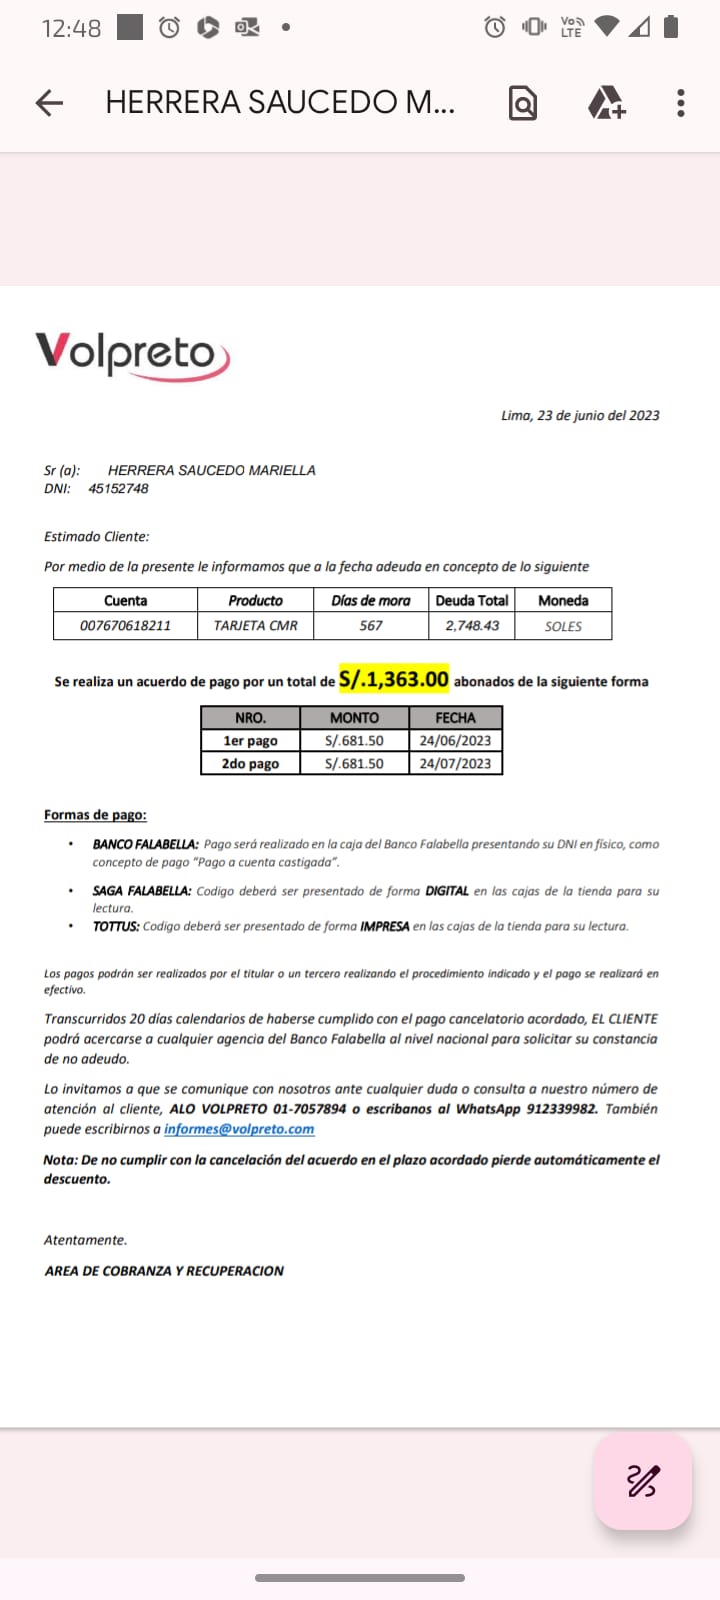 12:48
VoLTE
HERRERA SAUCEDO M...
Volpreto
Lima, 23 de junio del 2023
Sr (a): HERRERA SAUCEDO MARIELLA
DNI: 45152748
Estimado Cliente:
Por medio de la presente le informamos que a la fecha adeuda en concepto de lo siguiente
Cuenta Producto Días de mora Deuda Total Moneda
007670618211 TARJETA CMR 567 2,748.43 SOLES
Se realiza un acuerdo de pago por un total de S/.1,363.00 abonados de la siguiente forma
NRO. MONTO FECHA
1er pago S/.681.50 24/06/2023
2do pago S/.681.50 24/07/2023
Formas de pago:
• BANCO FALABELLA: Pago será realizado en la caja del Banco Falabella presentando su DNI en físico, como
concepto de pago "Pago a cuenta castigada".
• SAGA FALABELLA: Codigo deberá ser presentado de forma DIGITAL en las cajas de la tienda para su
lectura.
• TOTTUS: Codigo deberá ser presentado de forma IMPRESA en las cajas de la tienda para su lectura.
Los pagos podrán ser realizados por el titular o un tercero realizando el procedimiento indicado y el pago se realizará en
efectivo.
Transcurridos 20 días calendarios de haberse cumplido con el pago cancelatorio acordado, EL CLIENTE
podrá acercarse a cualquier agencia del Banco Falabella al nivel nacional para solicitar su constancia
de no adeudo.
Lo invitamos a que se comunique con nosotros ante cualquier duda o consulta a nuestro número de
atención al cliente, ALO VOLPRETO 01-7057894 o escribanos al WhatsApp 912339982. También
puede escribirnos a informes@volpreto.com
Nota: De no cumplir con la cancelación del acuerdo en el plazo acordado pierde automáticamente el
descuento.
Atentamente.
AREA DE COBRANZA Y RECUPERACION